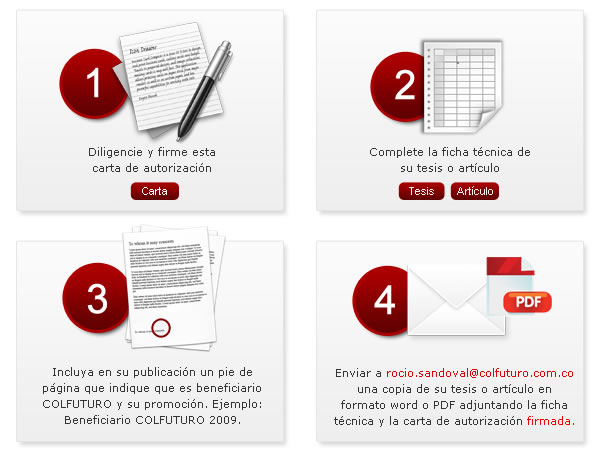 1
Diligencie y firme esta
carta de autorización
Carta
2
Complete la ficha técnica de
su tesis o artículo
Tesis
Artículo
To whom it may concern
3
Incluya en su publicación un pie de
página que indique que es beneficiario
COLFUTURO y su promoción. Ejemplo:
Beneficiario COLFUTURO 2009.
4
PDF
Enviar a rocio.sandoval@colfuturo.com.co
una copia de su tesis o artículo en
formato word o PDF adjuntando la ficha
técnica y la carta de autorización firmada.